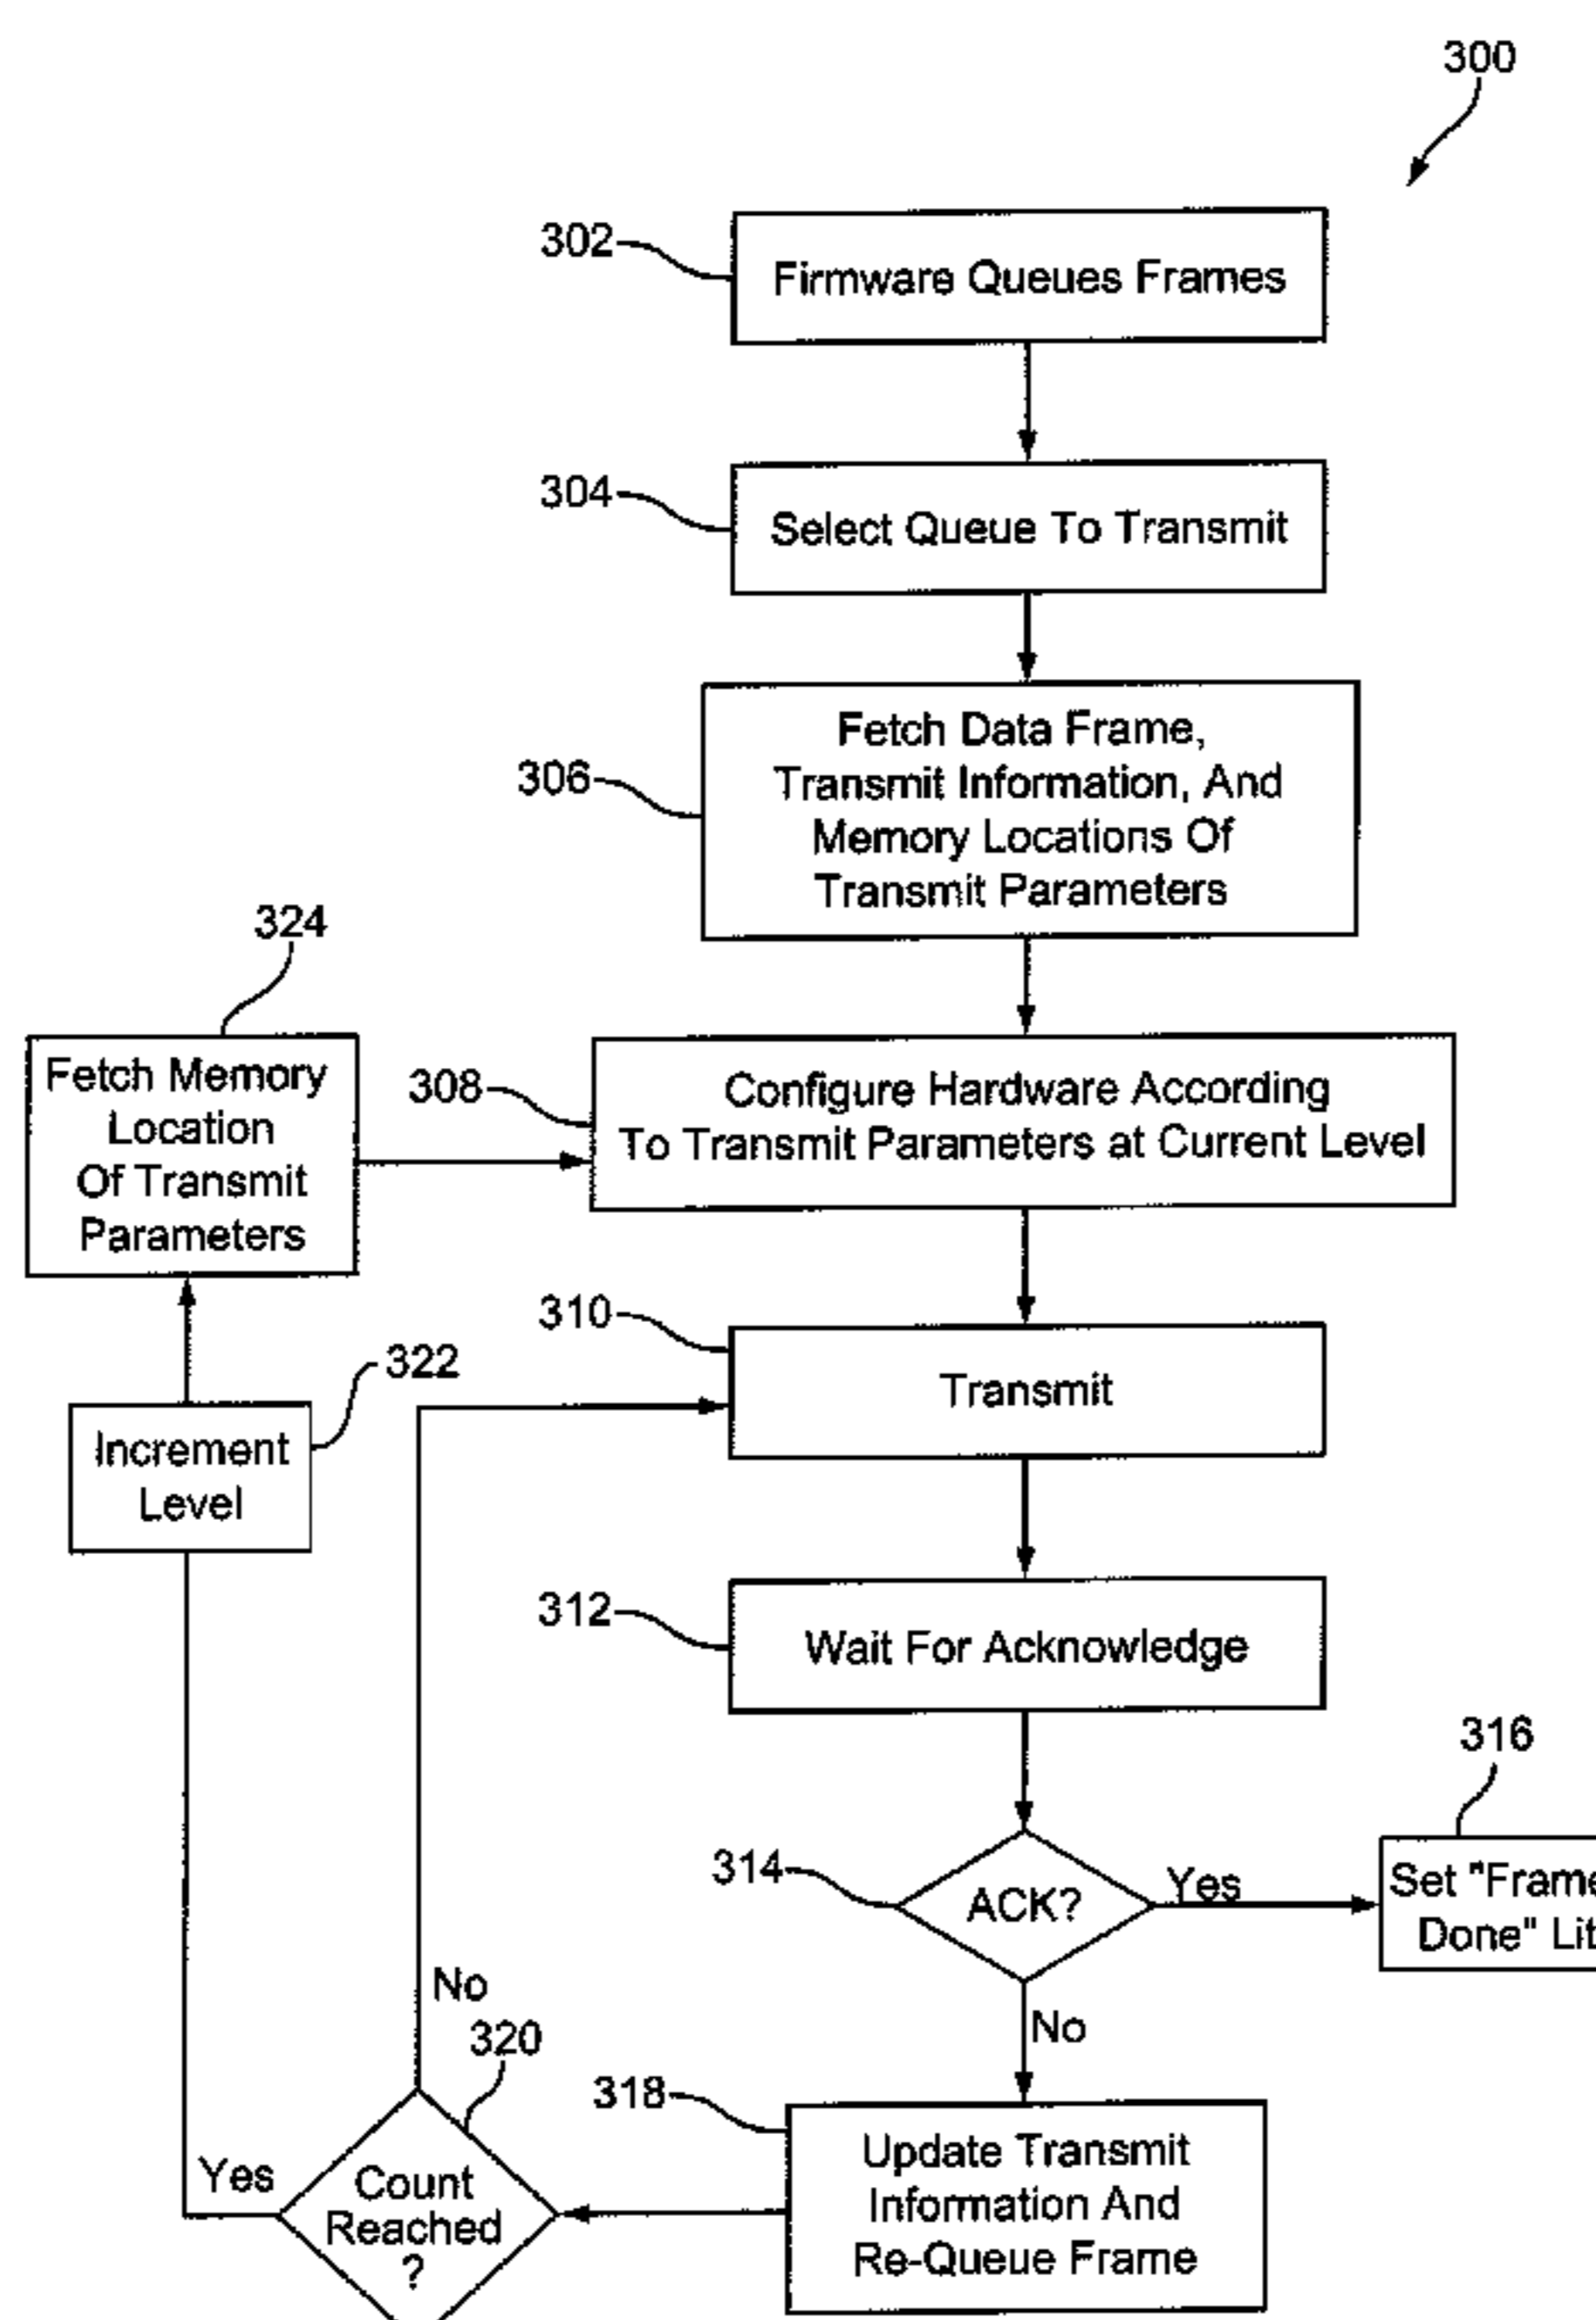 300
302
Firmware Queues Frames
304
Select Queue To Transmit
306
Fetch Data Frame,
Transmit Information, And
Memory Locations Of
Transmit Parameters
324
Fetch Memory
Location
Of Transmit
Parameters
308
Configure Hardware According
To Transmit Parameters at Current Level
310
Transmit
322
Increment
Level
312
Wait For Acknowledge
316
314
ACK?
Yes
Set "Frame
Done"
No
No
320
318
Update Transmit
Information And
Re-Queue Frame
Yes
Count
Reached
?